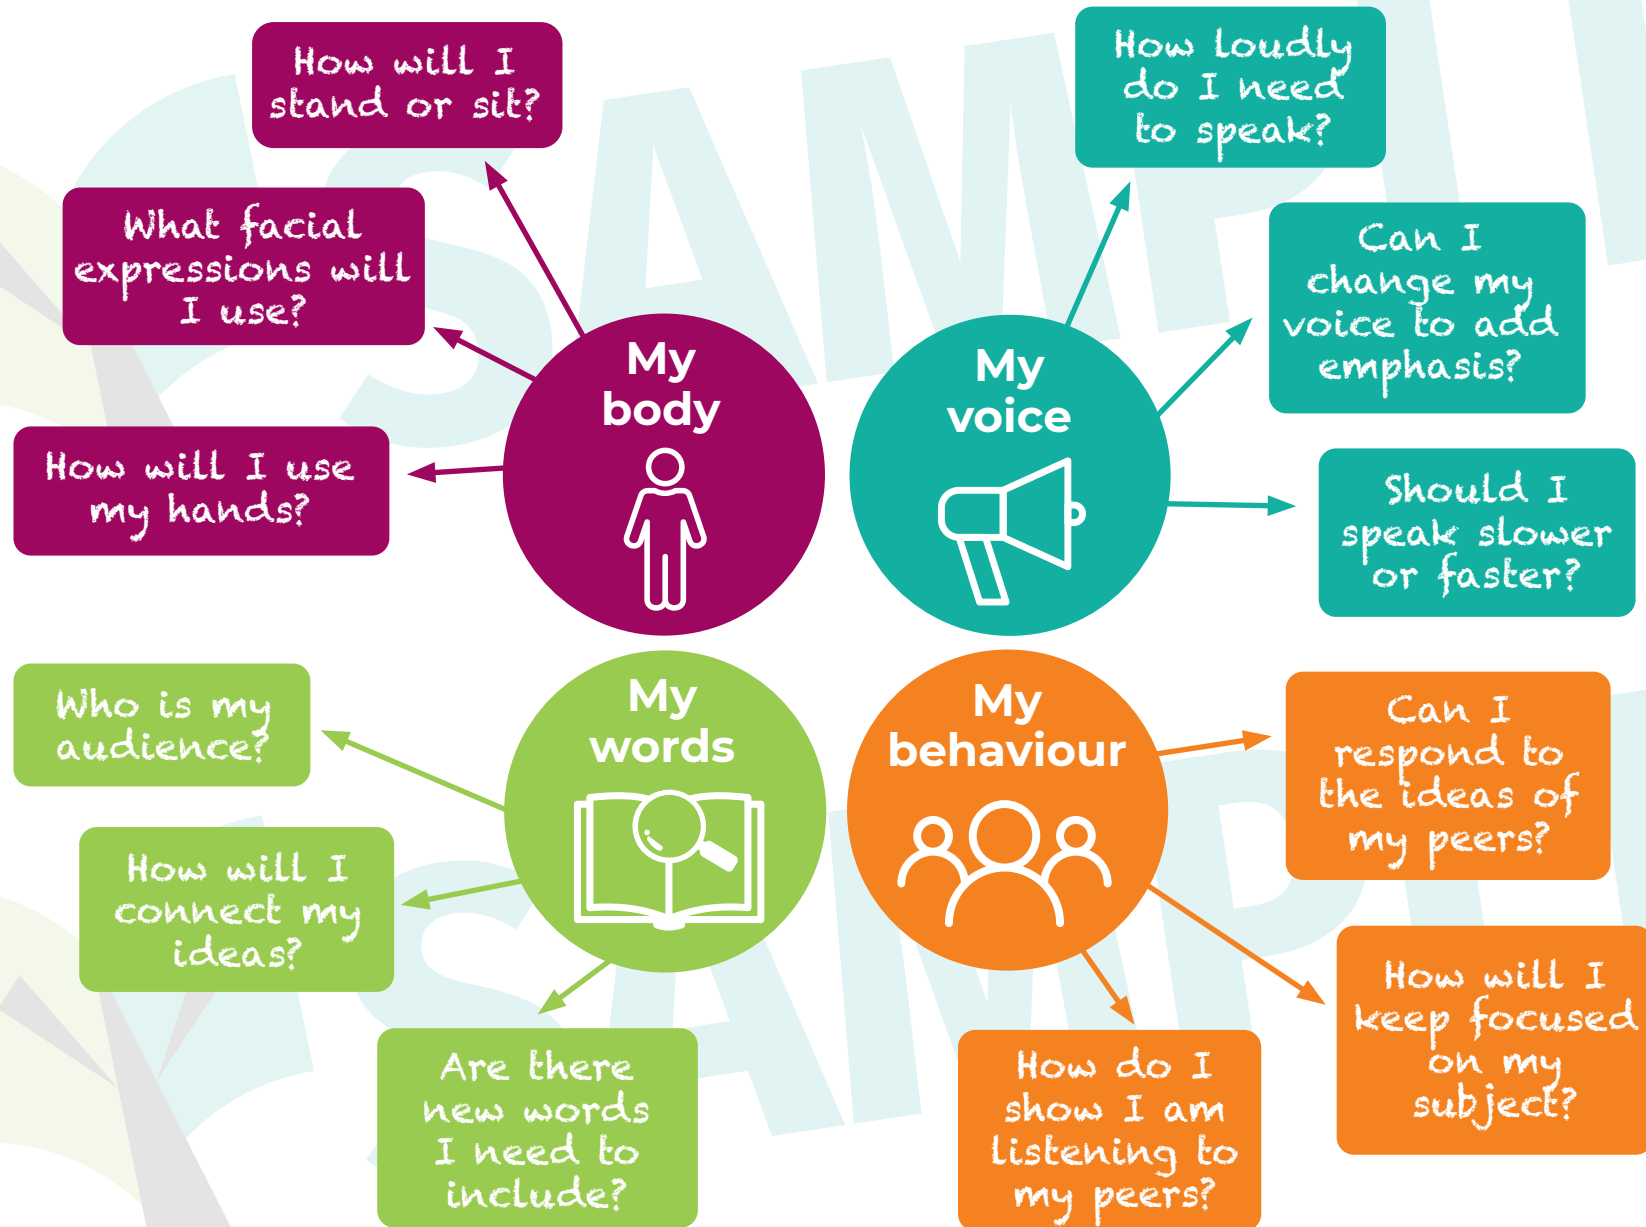 How will I
stand or sit?
What facial
expressions will
I use?
How will I use
my hands?
My
body
How loudly
do I need
to speak?
Can I
change my
voice to add
emphasis?
Should I
speak slower
or faster?
My
voice
Who is my
audience?
How will I
connect my
ideas?
Are there
new words
I need to
include?
My
words
My
behaviour
Can I
respond to
the ideas of
my peers?
How will I
keep focused
on my
subject?
How do I
show I am
listening to
my peers?